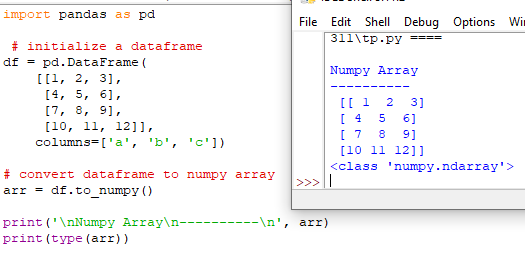 import pandas as pd
# initialize a dataframe
df = pd.DataFrame(
    [[1, 2, 3],
     [4, 5, 6],
     [7, 8, 9],
     [10, 11, 12]],
    columns=['a', 'b', 'c'])
# convert dataframe to numpy array
arr = df.to_numpy()
print('\nNumpy Array\n----------\n', arr)
print(type(arr))
File Edit Shell Debug Options
311\tp.py ====
Numpy Array
----------
 [[ 1  2  3]
 [ 4  5  6]
 [ 7  8  9]
 [10 11 12]]
<class 'numpy.ndarray'>
>>>